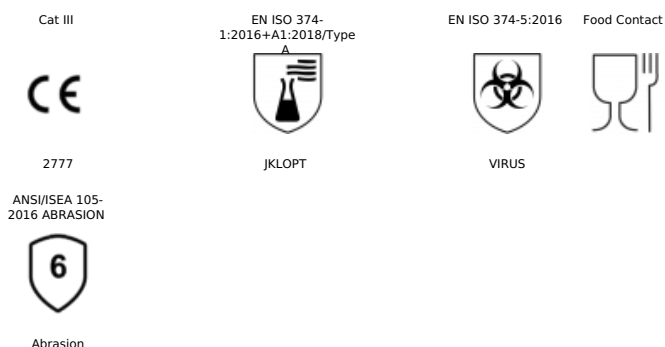 Cat III
EN ISO 374-
1:2016+A1:2018/Type
A
EN ISO 374-5:2016
Food Contact
CE
2777
JKLOPT
VIRUS
ANSI/ISEA 105-
2016 ABRASION
6
Abrasion